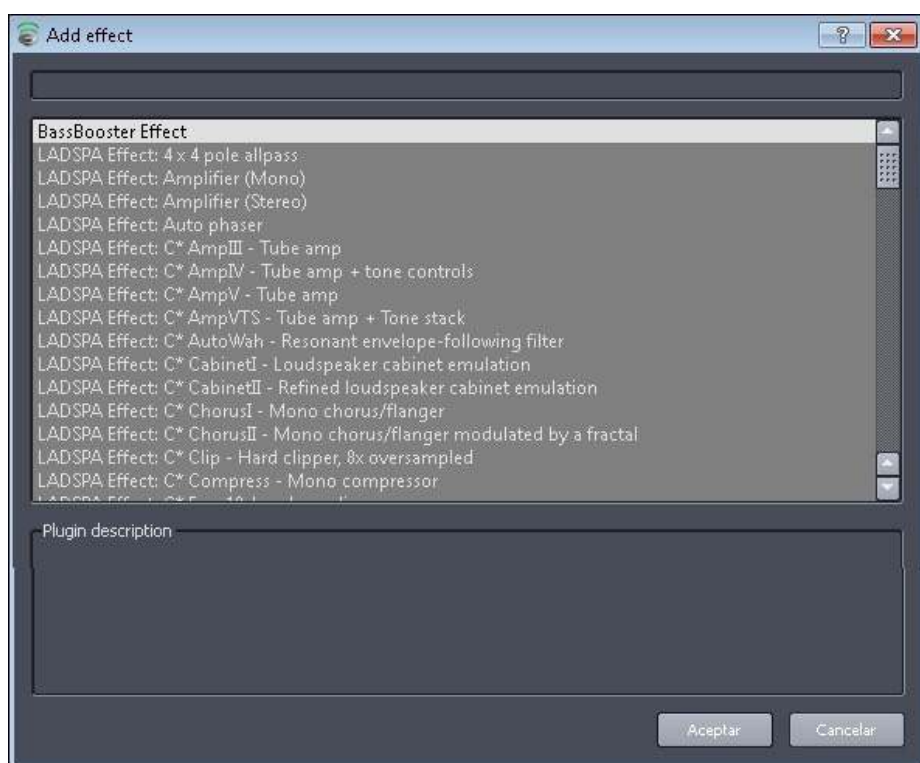 Add effect
BassBooster Effect
LADSPA Effect: 4 x 4 pole allpass
LADSPA Effect: Amplifier (Mono)
LADSPA Effect: Amplifier (Stereo)
LADSPA Effect: Auto phaser
LADSPA Effect: C* AmpIII - Tube amp
LADSPA Effect: C* AmpIV - Tube amp + tone controls
LADSPA Effect: C* AmpV - Tube amp
LADSPA Effect: C* AmpVTS - Tube amp + Tone stack
LADSPA Effect: C* AutoWah - Resonant envelope-following filter
LADSPA Effect: C* CabinetI - Loudspeaker cabinet emulation
LADSPA Effect: C* CabinetII - Refined loudspeaker cabinet emulation
LADSPA Effect: C* ChorusI - Mono chorus/flanger
LADSPA Effect: C* ChorusII - Mono chorus/flanger modulated by a fractal
LADSPA Effect: C* Clip - Hard clipper, 8x oversampled
LADSPA Effect: C* Compress - Mono compressor
Plugin description
Aceptar
Cancelar